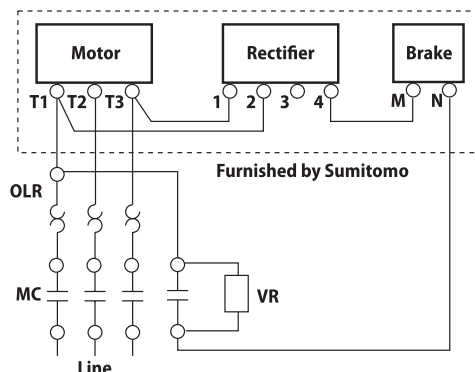 Motor Rectifier Brake
T1 T2 T3 1 2 3 4 M N
Furnished by Sumitomo
OLR
MC VR
Line